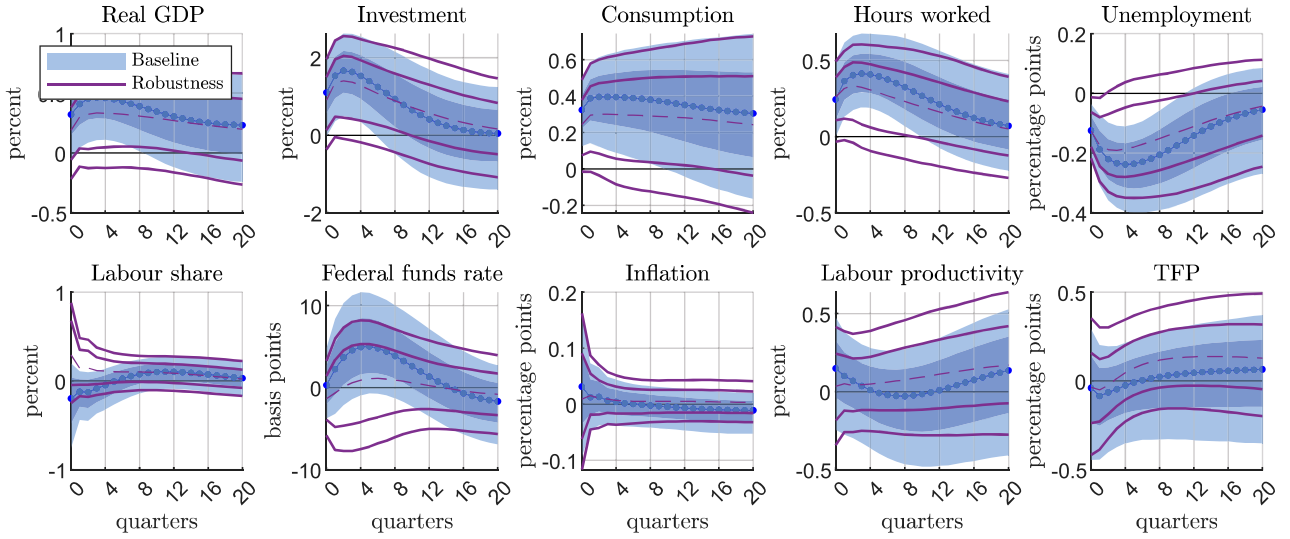 Real GDP
Investment
Consumption
Hours worked
Unemployment
Baseline
Robustness
percent
1
0
-0.5
0 4 8 12 16 20
percent
2
0
-2
0 4 8 12 16 20
percent
0.6
0.4
0.2
0
-0.2
0 4 8 12 16 20
percent
0.5
0
-0.5
0 4 8 12 16 20
percentage points
0.2
0
-0.2
-0.4
0 4 8 12 16 20
Labour share
Federal funds rate
Inflation
Labour productivity
TFP
percent
1
0
-1
0 4 8 12 16 20
quarters
basis points
10
0
-10
0 4 8 12 16 20
quarters
percentage points
0.2
0.1
0
-0.1
0 4 8 12 16 20
quarters
percent
0.5
0
-0.5
0 4 8 12 16 20
quarters
percentage points
0.5
0
-0.5
0 4 8 12 16 20
quarters